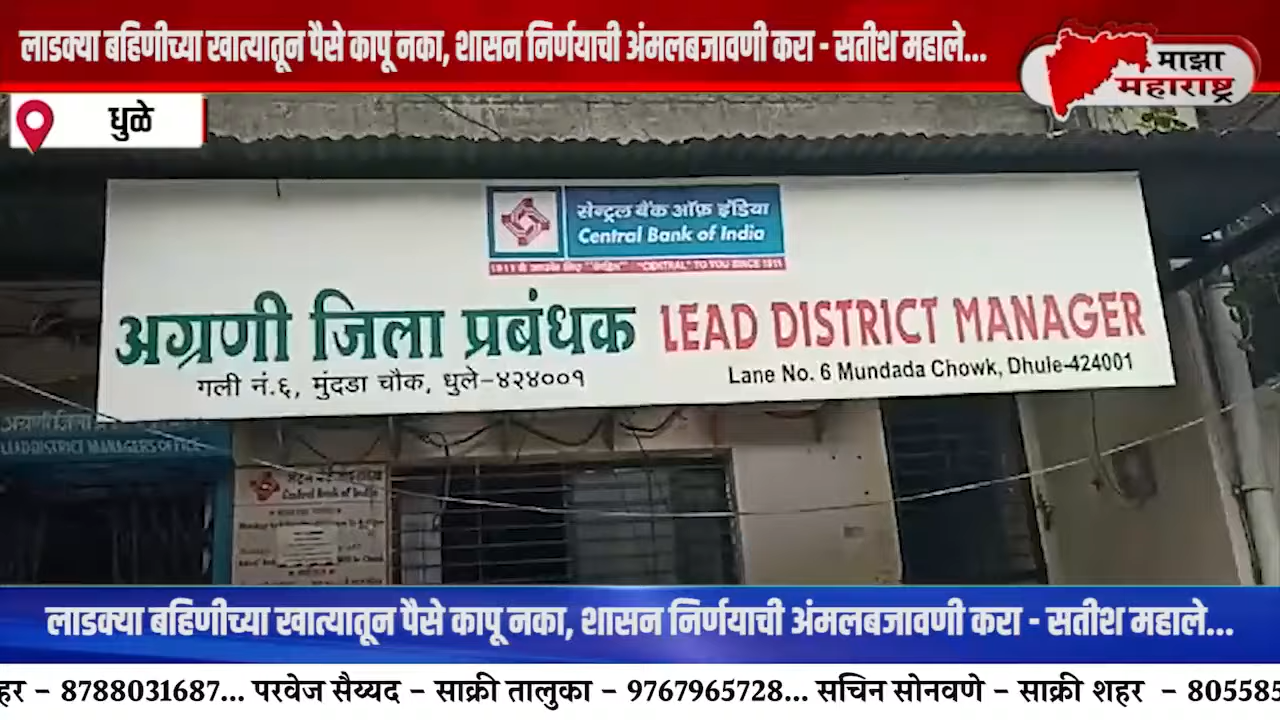 लाडक्या बहिणीच्या खात्यातून पैसे कापू नका, शासन निर्णयाची अंमलबजावणी करा - सतीश महाले...
माझा
महाराष्ट्र
धुळे
सेन्ट्रल बैंक ऑफ़ इंडिया
Central Bank of India
"CENTRAL" TO YOU SINCE 1911
अग्रणी जिला प्रबंधक LEAD DISTRICT MANAGER
गली नं.६, मुंदडा चौक, धुले-४२४००१
Lane No. 6 Mundada Chowk, Dhule-424001
LEAD DISTRICT MANAGERS OFFICE
Central Bank of India
लाडक्या बहिणीच्या खात्यातून पैसे कापू नका, शासन निर्णयाची अंमलबजावणी करा - सतीश महाले...
हर – 8788031687... परवेज सैय्यद – साक्री तालुका – 9767965728... सचिन सोनवणे – साक्री शहर – 805585